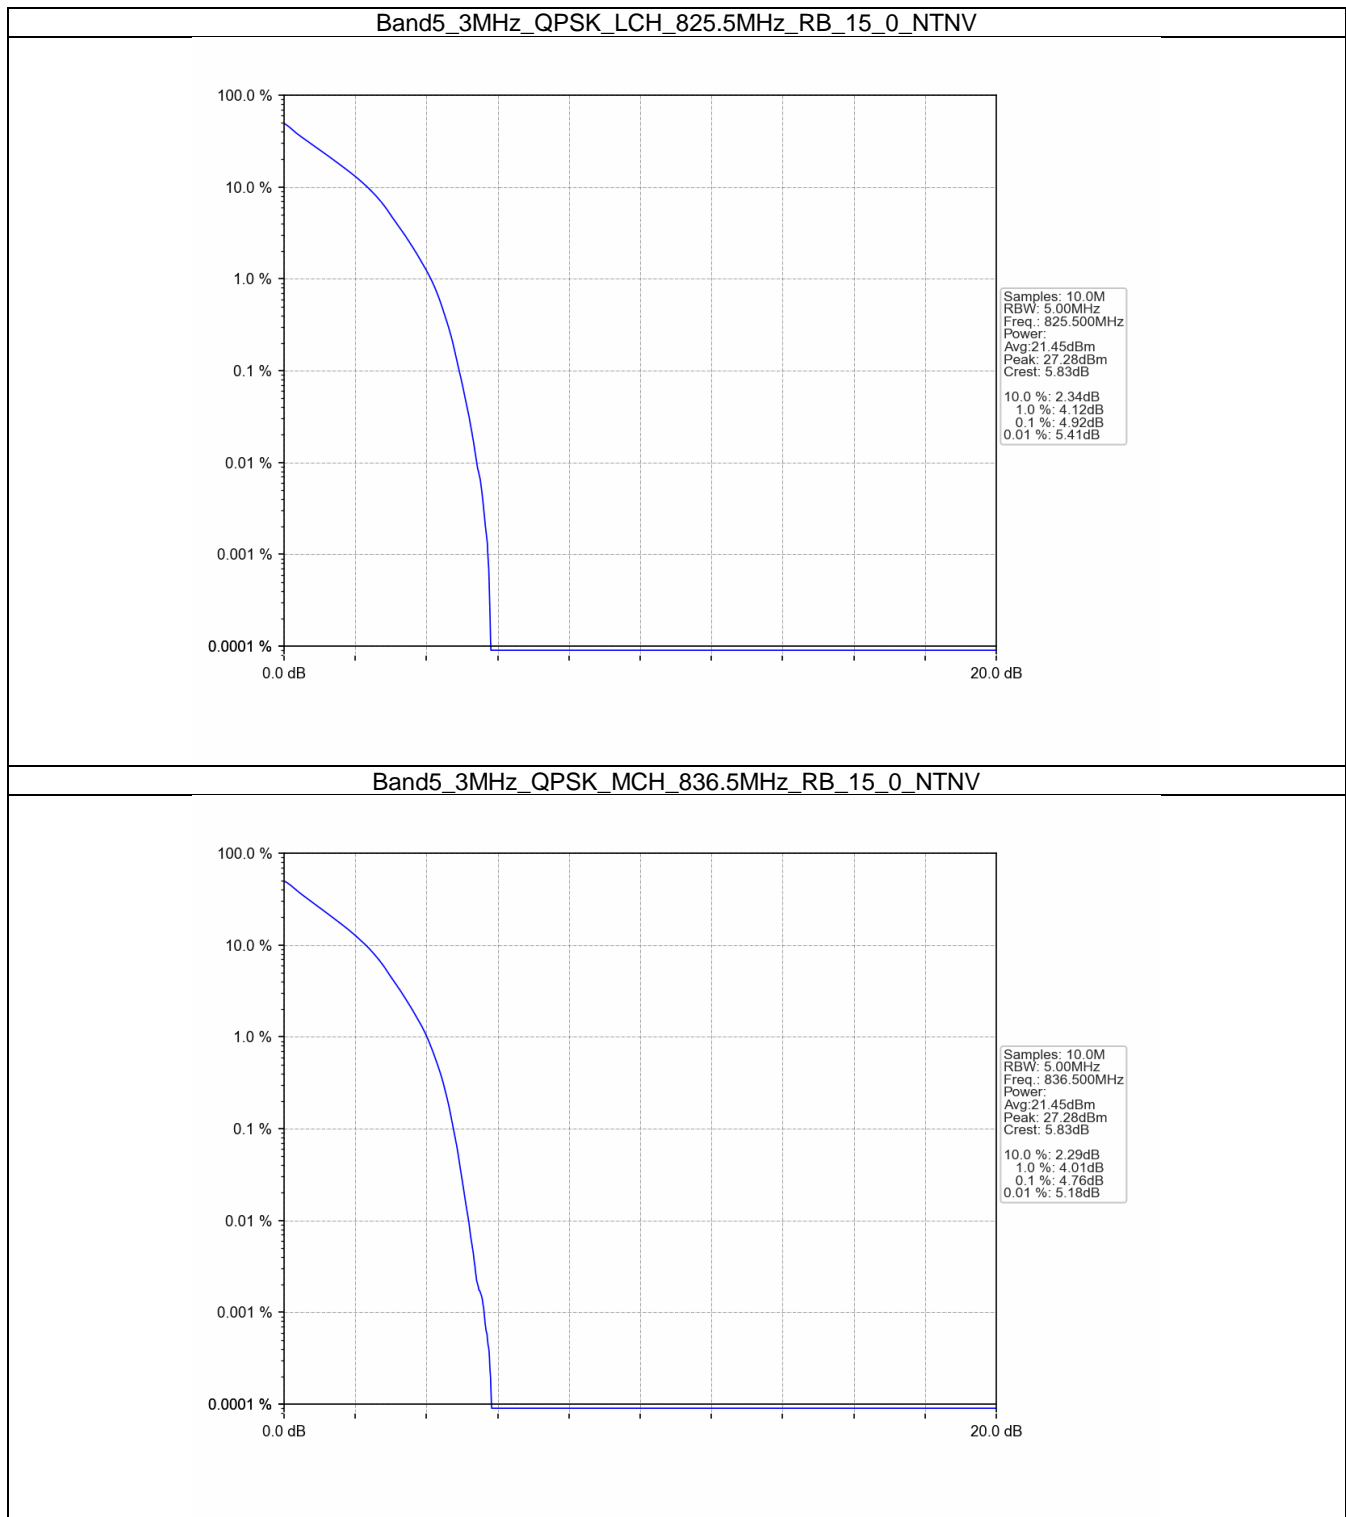 Band5_3MHz_QPSK_LCH_825.5MHz_RB_15_0_NTNV
100.0 %
10.0 %
1.0 %
0.1 %
0.01 %
0.001 %
0.0001 %
0.0 dB
20.0 dB
Samples: 10.0M
RBW: 5.00MHz
Freq.: 825.500MHz
Power:
Avg:21.45dBm
Peak: 27.28dBm
Crest: 5.83dB
10.0 %: 2.34dB
1.0 %: 4.12dB
0.1 %: 4.92dB
0.01 %: 5.41dB
Band5_3MHz_QPSK_MCH_836.5MHz_RB_15_0_NTNV
100.0 %
10.0 %
1.0 %
0.1 %
0.01 %
0.001 %
0.0001 %
0.0 dB
20.0 dB
Samples: 10.0M
RBW: 5.00MHz
Freq.: 836.500MHz
Power:
Avg:21.45dBm
Peak: 27.28dBm
Crest: 5.83dB
10.0 %: 2.29dB
1.0 %: 4.01dB
0.1 %: 4.76dB
0.01 %: 5.18dB